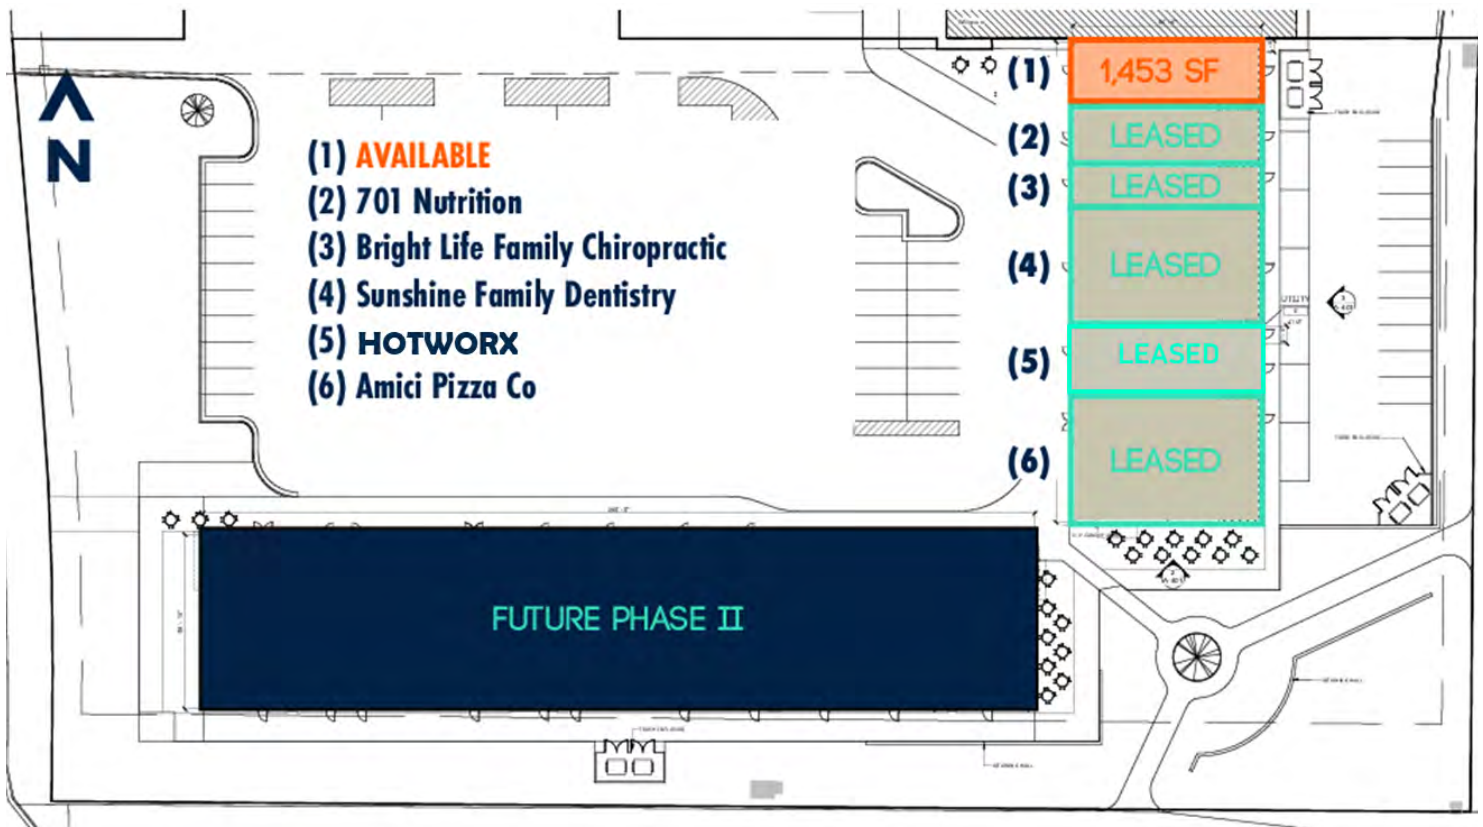 (1) 1,453 SF
(2) LEASED
(3) LEASED
(4) LEASED
(5) LEASED
(6) LEASED
N
(1) AVAILABLE
(2) 701 Nutrition
(3) Bright Life Family Chiropractic
(4) Sunshine Family Dentistry
(5) HOTWORX
(6) Amici Pizza Co
UTILITY
FUTURE PHASE II